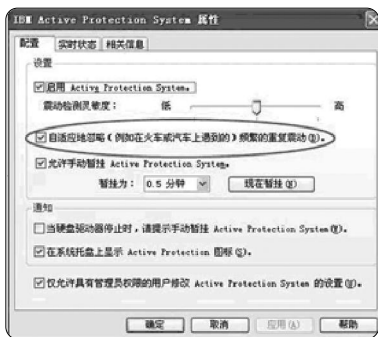 IBM Active Protection System 属性
配置 实时状态 相关信息
设置
启用 Active Protection System。
震动检测灵敏度： 低 高
自适应地忽略（例如在火车或汽车上遇到的）频繁的重复震动(D)。
允许手动暂挂 Active Protection System。
暂挂为： 0.5 分钟 现在暂挂(U)
通知
当硬盘驱动器停止时，请提示手动暂挂 Active Protection System(W)。
在系统托盘上显示 Active Protection 图标(S)。
仅允许具有管理员权限的用户修改 Active Protection System 的设置(V)。
确定 取消 应用(A) 帮助